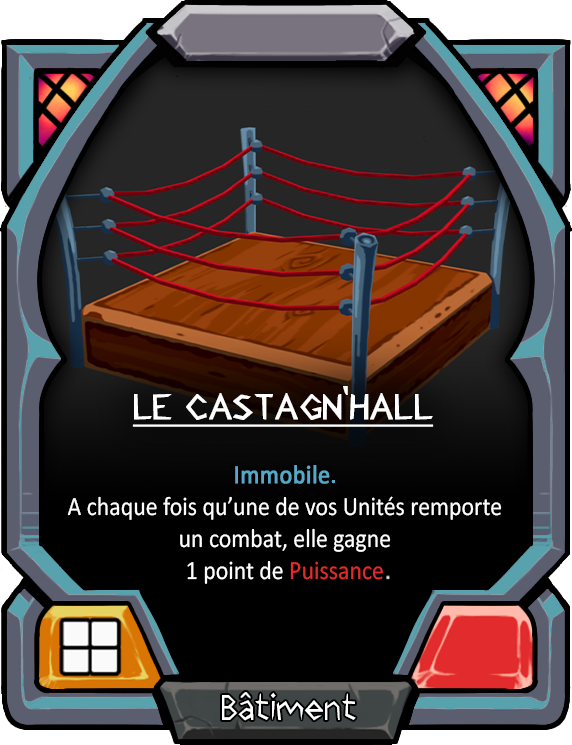 LE CASTAGN'HALL
Immobile.
A chaque fois qu'une de vos Unités remporte
un combat, elle gagne
1 point de Puissance.
Bâtiment